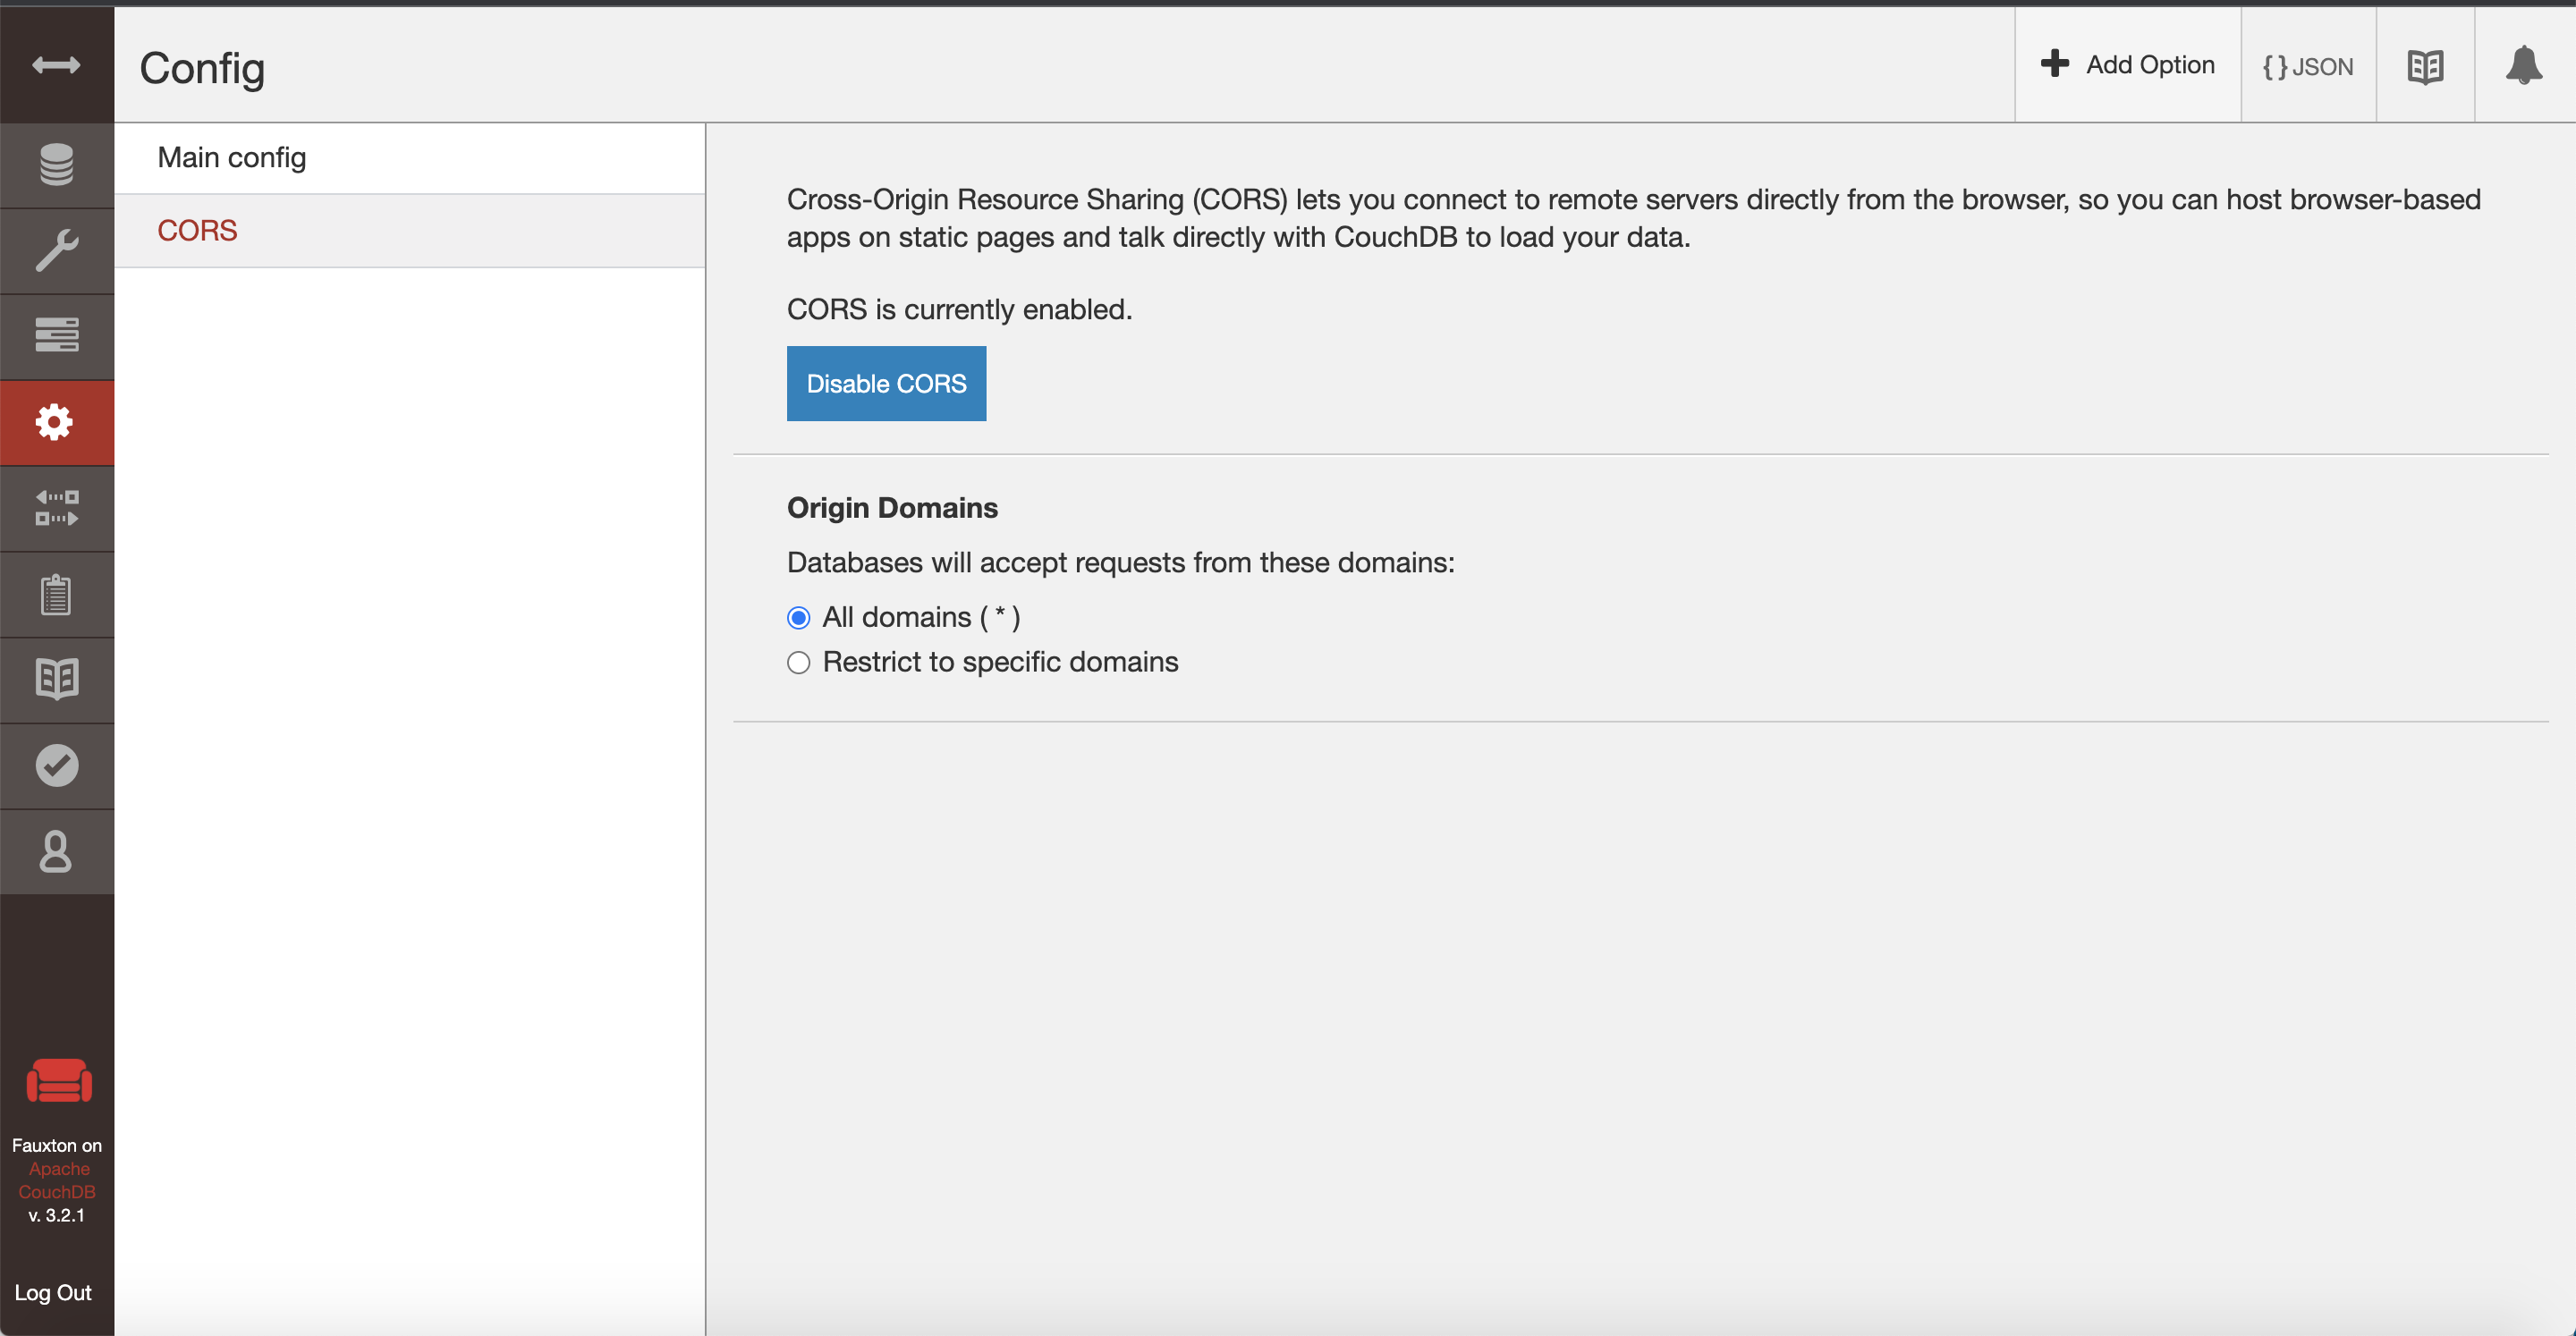 Config
Add Option
{ } JSON
Main config
CORS
Cross-Origin Resource Sharing (CORS) lets you connect to remote servers directly from the browser, so you can host browser-based
apps on static pages and talk directly with CouchDB to load your data.
CORS is currently enabled.
Disable CORS
Origin Domains
Databases will accept requests from these domains:
All domains ( * )
Restrict to specific domains
Fauxton on
Apache
CouchDB
v. 3.2.1
Log Out